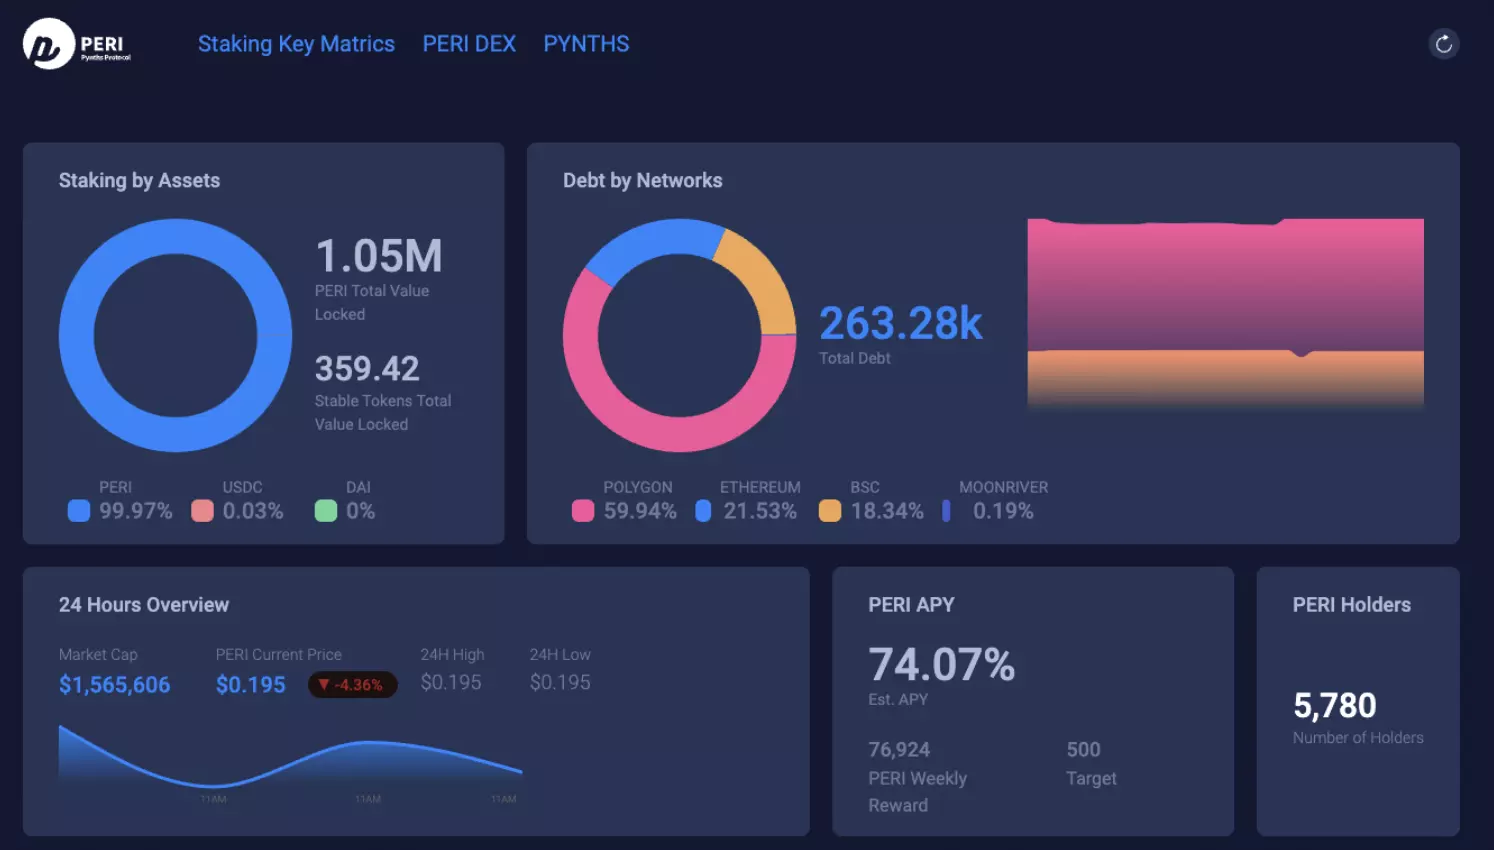 PERI
Pynths Protocol
Staking Key Matrics PERI DEX PYNTHS
Staking by Assets
1.05M
PERI Total Value
Locked
359.42
Stable Tokens Total
Value Locked
PERI USDC DAI
99.97% 0.03% 0%
Debt by Networks
263.28k
Total Debt
POLYGON ETHEREUM BSC MOONRIVER
59.94% 21.53% 18.34% 0.19%
24 Hours Overview
Market Cap PERI Current Price 24H High 24H Low
$1,565,606 $0.195 ▼ -4.36% $0.195 $0.195
11AM 11AM 11AM
PERI APY
74.07%
Est. APY
76,924 500
PERI Weekly Target
Reward
PERI Holders
5,780
Number of Holders